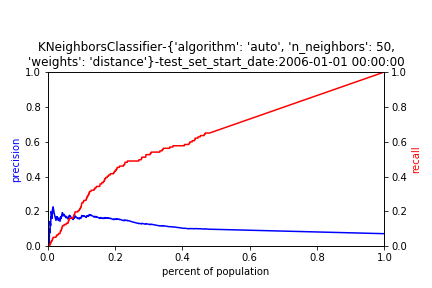 KNeighborsClassifier-{'algorithm': 'auto', 'n_neighbors': 50,
'weights': 'distance'}-test_set_start_date:2006-01-01 00:00:00
1.0
0.8
0.6
0.4
0.2
0.0
precision
1.0
0.8
0.6
0.4
0.2
0.0
recall
0.0 0.2 0.4 0.6 0.8 1.0
percent of population